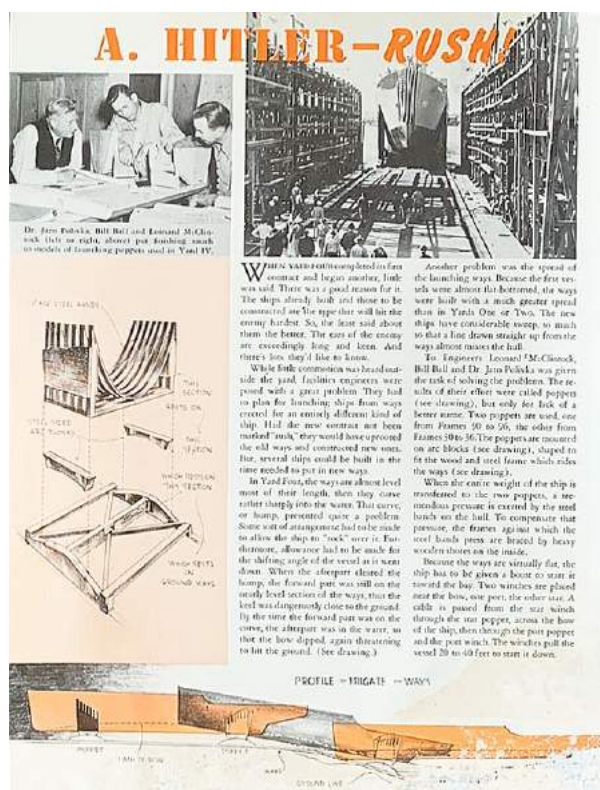 A. HITLER—RUSH!
Dr. Jaro Polivka, Bill Ball and Leonard McClin-
tock (left to right, above) put finishing touch
to models of launching poppets used in Yard IV.
WHEN YARD FOUR completed its first
contract and began another, little
was said. There was a good reason for it.
The ships already built and those to be
constructed are the type that will hit the
enemy hardest. So, the least said about
them the better. The ears of the enemy
are exceedingly long and keen. And
there's lots they'd like to know.
While little commotion was heard out-
side the yard, facilities engineers were
posed with a great problem. They had
to plan for launching ships from ways
erected for an entirely different kind of
ship. Had the new contract not been
marked "rush," they would have uprooted
the old ways and constructed new ones.
But, several ships could be built in the
time needed to put in new ways.
In Yard Four, the ways are almost level
most of their length, then they curve
rather sharply into the water. That curve,
or hump, presented quite a problem.
Some sort of arrangement had to be made
to allow the ship to "rock" over it. Fur-
thermore, allowance had to be made for
the shifting angle of the vessel as it went
down. When the afterpart cleared the
hump, the forward part was still on the
nearly level section of the ways, thus the
keel was dangerously close to the ground.
By the time the forward part was on the
curve, the afterpart was in the water, so
that the bow dipped, again threatening
to hit the ground. (See drawing.)
Another problem was the spread of
the launching ways. Because the first ves-
sels were almost flat-bottomed, the ways
were built with a much greater spread
than in Yards One or Two. The new
ships have considerable sweep, so much
so that a line drawn straight up from the
ways almost misses the hull.
To Engineers Leonard McClintock,
Bill Ball and Dr. Jaro Polivka was given
the task of solving the problem. The re-
sults of their effort were called poppets
(see drawing), but only for lack of a
better name. Two poppets are used, one
from Frames 90 to 96, the other from
Frames 30 to 36. The poppets are mounted
on arc blocks (see drawing), shaped to
fit the wood and steel frame which rides
the ways (see drawing).
When the entire weight of the ship is
transferred to the two poppets, a tre-
mendous pressure is exerted by the steel
bands on the hull. To compensate that
pressure, the frames against which the
steel bands press are braced by heavy
wooden shores on the inside.
Because the ways are virtually flat, the
ship has to be given a boost to start it
toward the bay. Two winches are placed
near the bow, one port, the other star. A
cable is passed from the star winch
through the star poppet, across the bow
of the ship, then through the port poppet
and the port winch. The winches pull the
vessel 20 to 40 feet to start it down.
STEEL BANDS
THIS
SECTION
RESTS ON
THIS
SECTION
WHICH RESTS ON
THIS SECTION
WHICH RESTS
ON
GROUND WAYS
PROFILE — FRIGATE — WAYS
POPPET
POPPET
WAYS
GROUND LINE